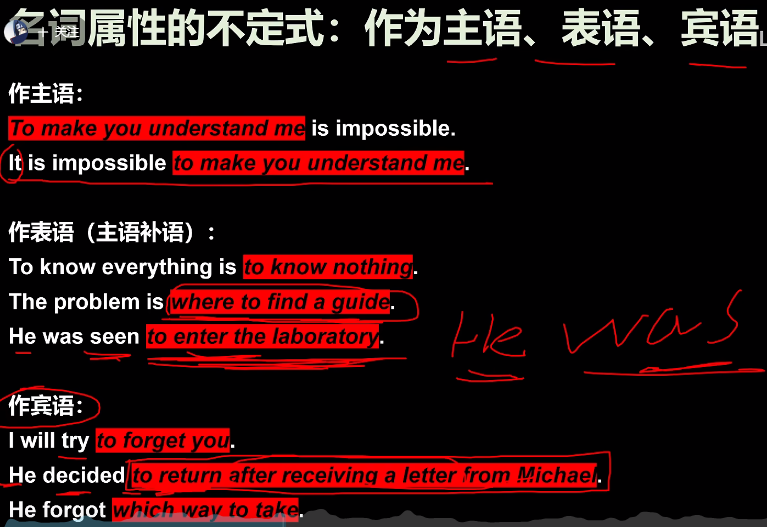 名词属性的不定式：作为主语、表语、宾语
+ 关注
作主语：
To make you understand me is impossible.
It is impossible to make you understand me.
作表语（主语补语）：
To know everything is to know nothing.
The problem is where to find a guide.
He was seen to enter the laboratory.
He was
作宾语：
I will try to forget you.
He decided to return after receiving a letter from Michael.
He forgot which way to take.